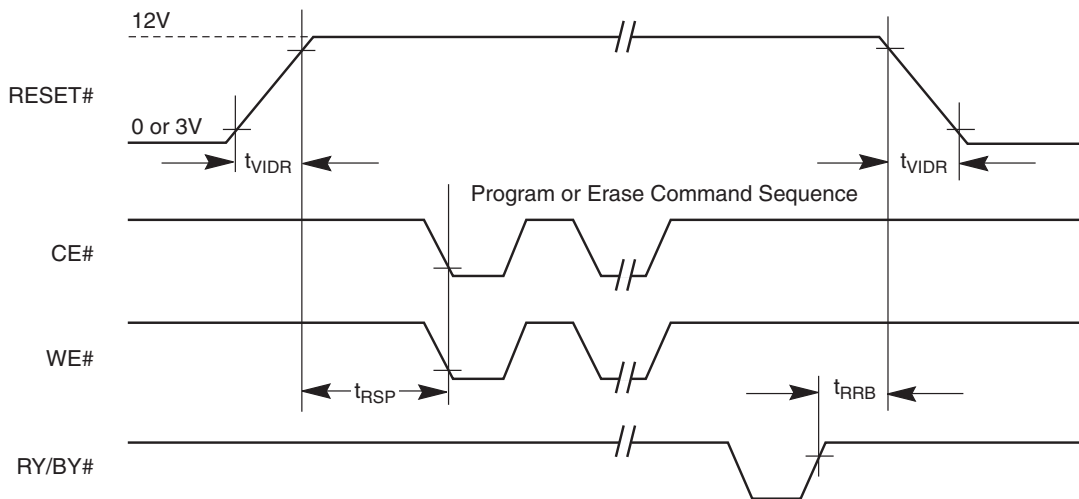 12V
RESET#
0 or 3V
tVIDR
tVIDR
Program or Erase Command Sequence
CE#
WE#
tRSP
tRRB
RY/BY#